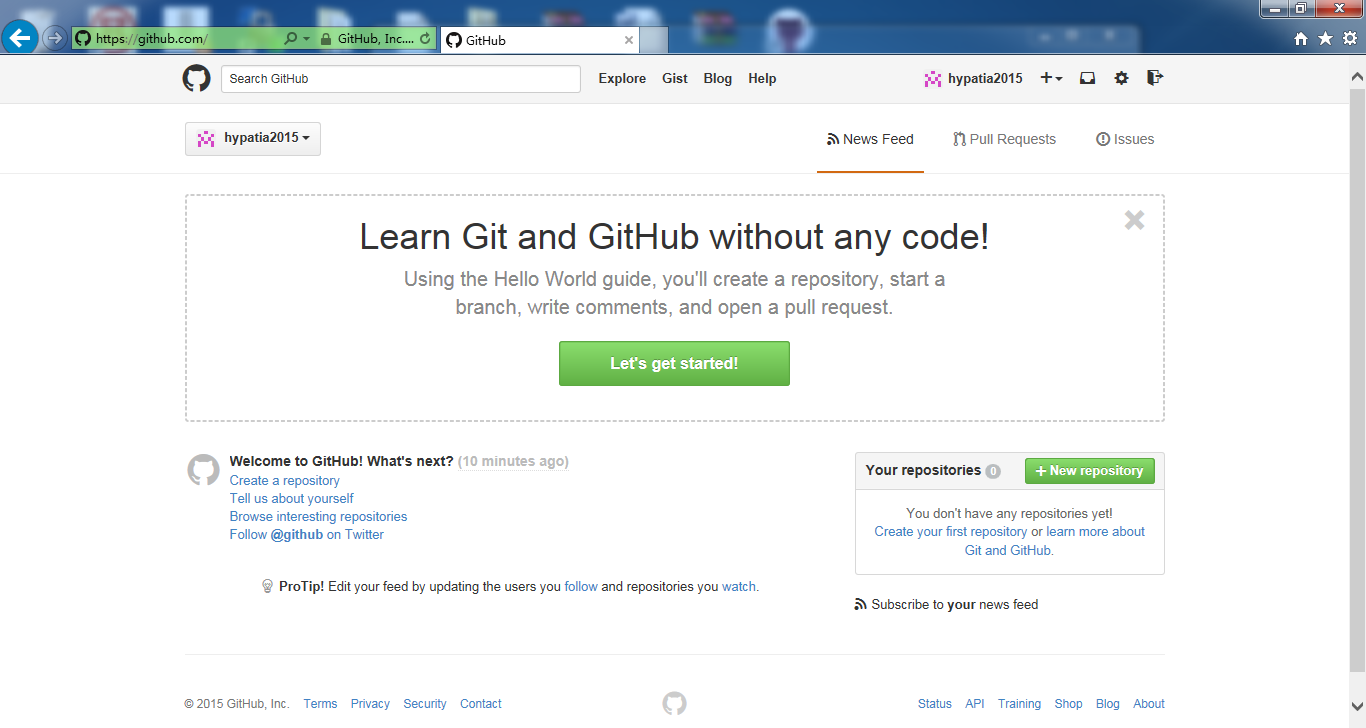 https://github.com/
GitHub, Inc....
GitHub
Search GitHub
Explore
Gist
Blog
Help
hypatia2015
hypatia2015
News Feed
Pull Requests
Issues
Learn Git and GitHub without any code!
Using the Hello World guide, you'll create a repository, start a
branch, write comments, and open a pull request.
Let's get started!
Welcome to GitHub! What's next? (10 minutes ago)
Create a repository
Tell us about yourself
Browse interesting repositories
Follow @github on Twitter
ProTip! Edit your feed by updating the users you follow and repositories you watch.
Your repositories 0
+ New repository
You don't have any repositories yet!
Create your first repository or learn more about
Git and GitHub.
Subscribe to your news feed
© 2015 GitHub, Inc.
Terms
Privacy
Security
Contact
Status
API
Training
Shop
Blog
About